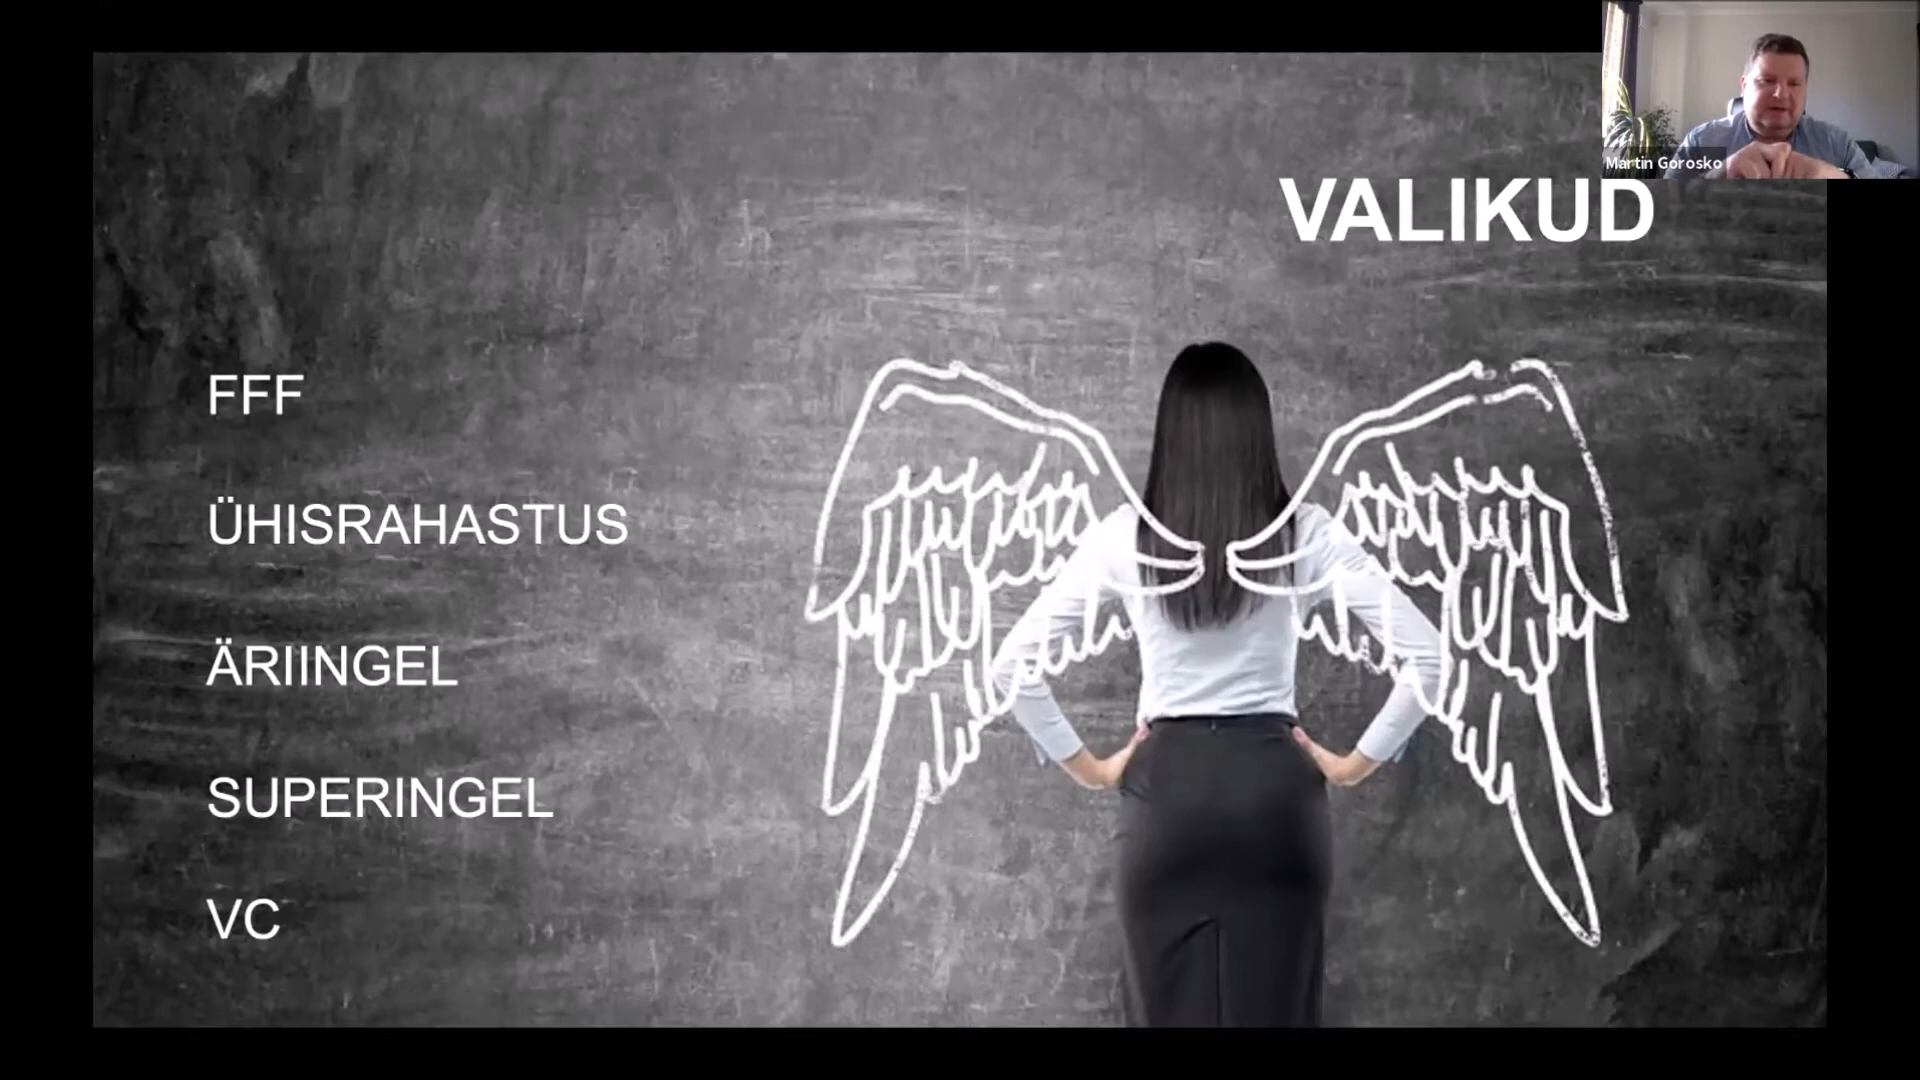 Martin Gorosko
VALIKUD
FFF
ÜHISRAHASTUS
ÄRIINGEL
SUPERINGEL
VC